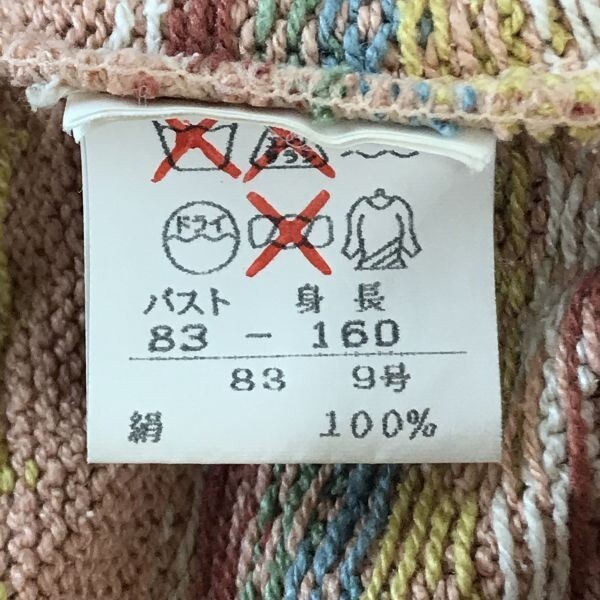 ドライ
バスト 身長
83 - 160
83 9号
絹 100%